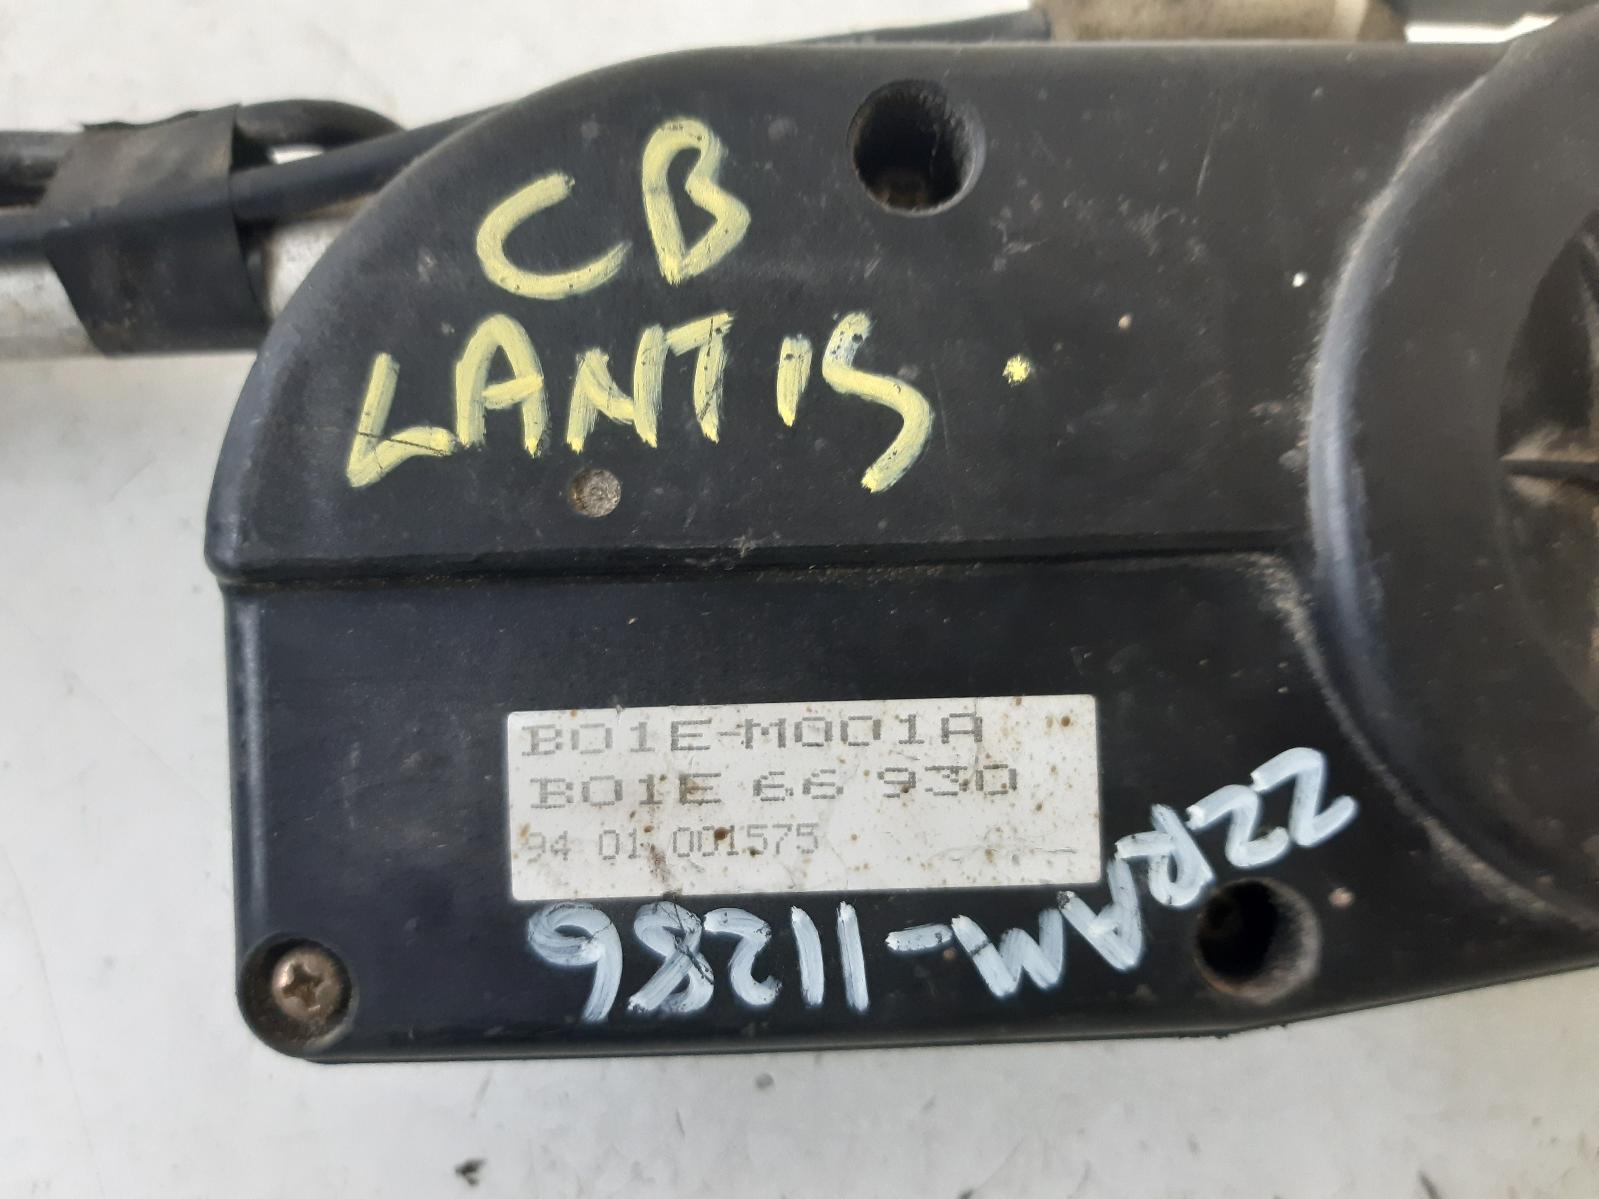 CB
LANTIS.
B01E-M001A
B01E 66 930
94 01 001575
22RAM-11286